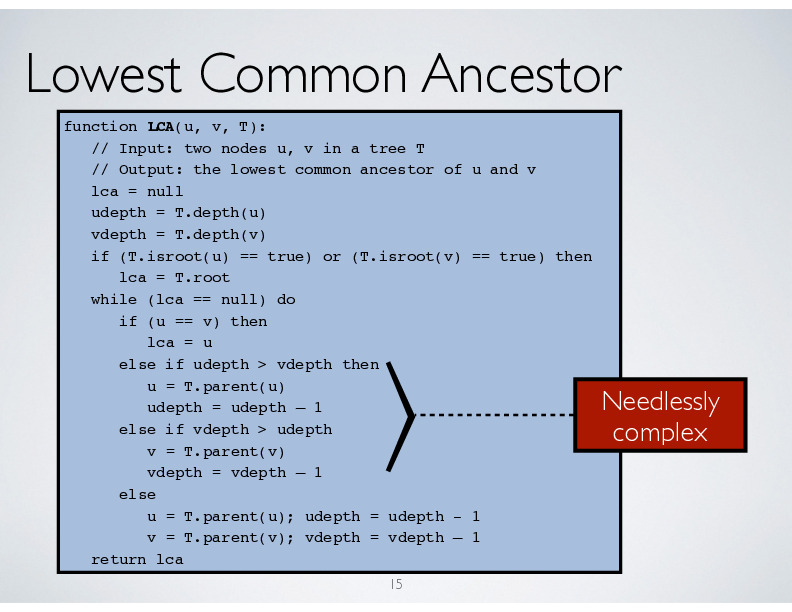 Lowest Common Ancestor
function LCA(u, v, T):
// Input: two nodes u, v in a tree T
// Output: the lowest common ancestor of u and v
lca = null
udepth = T.depth(u)
vdepth = T.depth(v)
if (T.isroot(u) == true) or (T.isroot(v) == true) then
lca = T.root
while (lca == null) do
if (u == v) then
lca = u
else if udepth > vdepth then
u = T.parent(u)
udepth = udepth – 1
else if vdepth > udepth
v = T.parent(v)
vdepth = vdepth – 1
else
u = T.parent(u); udepth = udepth - 1
v = T.parent(v); vdepth = vdepth – 1
return lca
Needlessly
complex
15